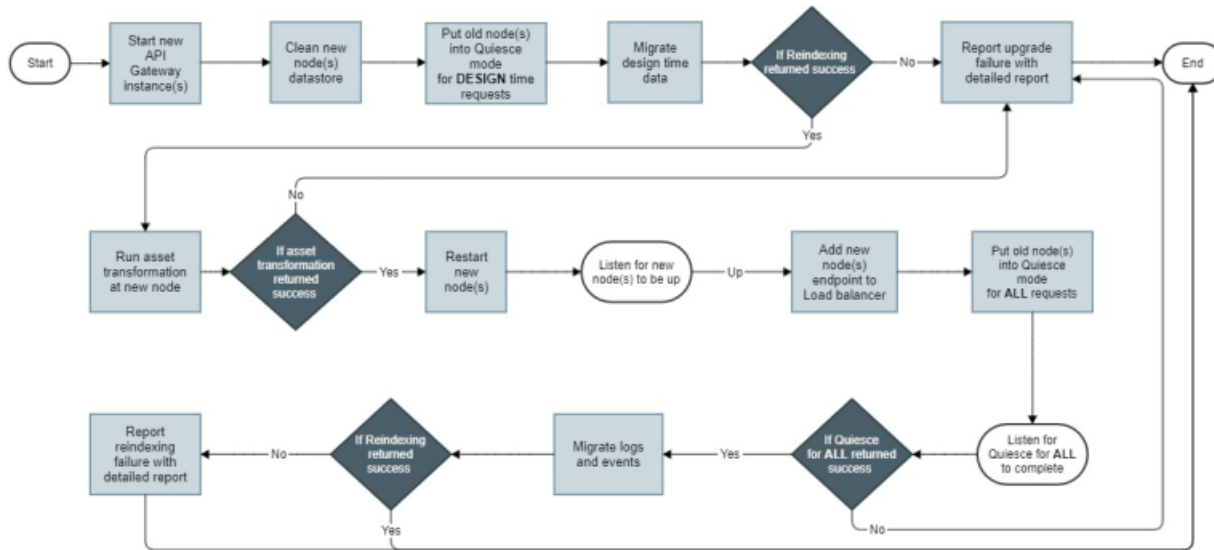 Start
Start new
API
Gateway
instance(s)
Clean new
node(s)
datastore
Put old node(s)
into Quiesce
mode
for DESIGN time
requests
Migrate
design time
data
If Reindexing
returned success
No
Report upgrade
failure with
detailed report
End
Yes
No
Run asset
transformation
at new node
If asset
transformation
returned
success
Yes
Restart
new
node(s)
Listen for new
node(s) to be up
Up
Add new
node(s)
endpoint to
Load balancer
Put old node(s)
into Quiesce
mode
for ALL requests
Report
reindexing
failure with
detailed report
No
If Reindexing
returned
success
Migrate logs
and events
Yes
If Quiesce
for ALL returned
success
Listen for
Quiesce for ALL
to complete
Yes
No